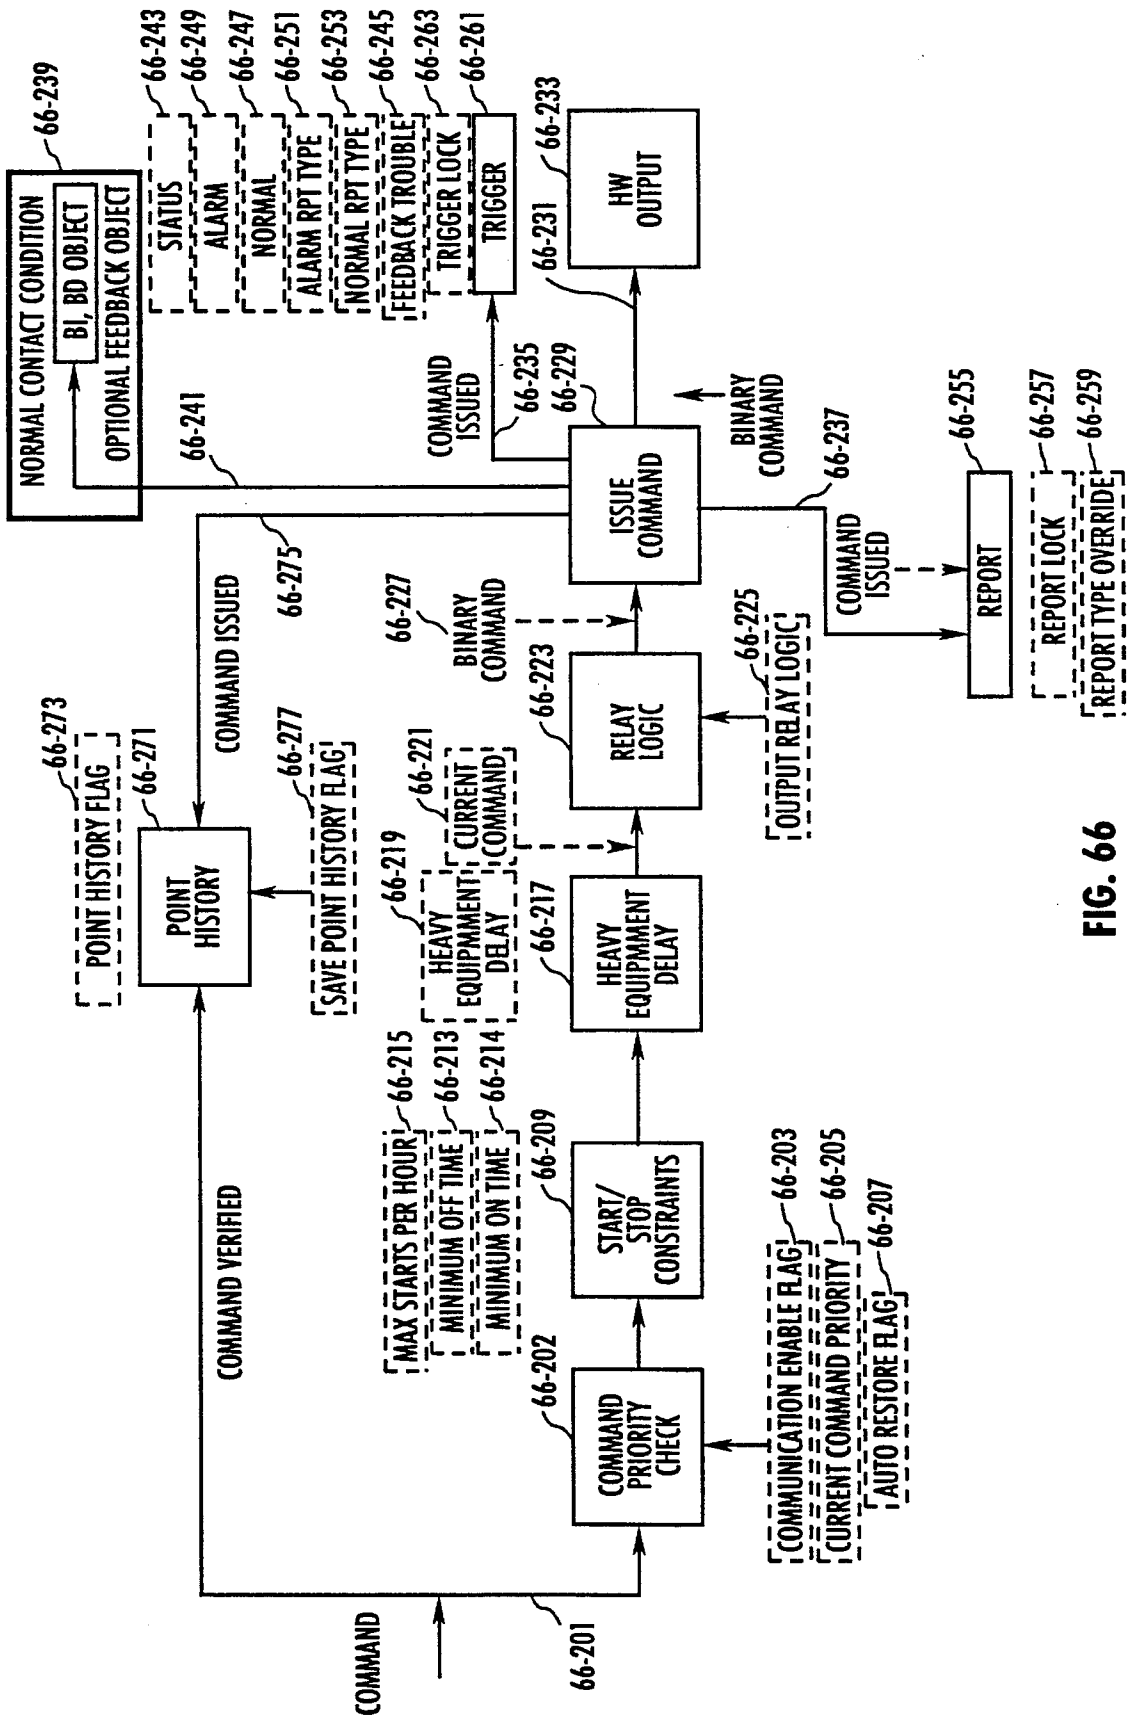 COMMAND
66-201
COMMAND VERIFIED
POINT HISTORY FLAG
66-273
POINT
HISTORY
66-271
SAVE POINT HISTORY FLAG
66-277
COMMAND ISSUED
66-275
66-241
NORMAL CONTACT CONDITION
BI, BD OBJECT
OPTIONAL FEEDBACK OBJECT
66-239
STATUS
66-243
ALARM
66-249
NORMAL
66-247
ALARM RPT TYPE
66-251
NORMAL RPT TYPE
66-253
FEEDBACK TROUBLE
66-245
TRIGGER LOCK
66-263
TRIGGER
66-261
COMMAND
ISSUED
66-235
MAX STARTS PER HOUR
66-215
MINIMUM OFF TIME
66-213
MINIMUM ON TIME
66-214
HEAVY
EQUIPMMENT
DELAY
66-219
CURRENT
COMMAND
66-221
BINARY
COMMAND
66-227
COMMAND
PRIORITY
CHECK
66-202
START/
STOP
CONSTRAINTS
66-209
HEAVY
EQUIPMMENT
DELAY
66-217
RELAY
LOGIC
66-223
ISSUE
COMMAND
66-229
66-231
HW
OUTPUT
66-233
BINARY
COMMAND
COMMUNICATION ENABLE FLAG
66-203
CURRENT COMMAND PRIORITY
66-205
AUTO RESTORE FLAG
66-207
OUTPUT RELAY LOGIC
66-225
66-237
COMMAND
ISSUED
REPORT
66-255
REPORT LOCK
66-257
REPORT TYPE OVERRIDE
66-259
FIG. 66